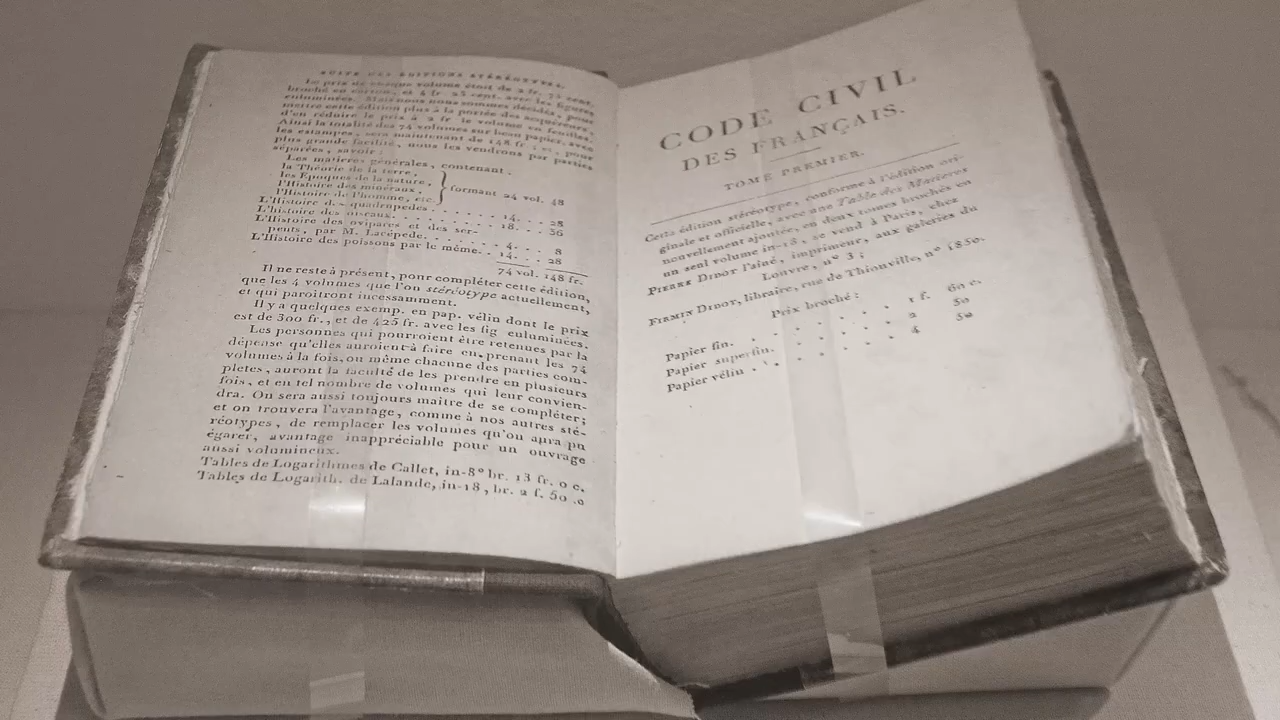 SUITE DES ÉDITIONS STÉRÉOTYPES.
Le prix de chaque volume étoit de 2 fr. 75 cent.
broché en carton, et 4 fr. 25 cent. avec les figures
enluminées. Mais nous nous sommes décidés, pour
mettre cette édition plus à la portée des acquéreurs,
d'en réduire le prix à 2 fr. le volume en feuilles.
Ainsi la totalité des 74 volumes sur beau papier, avec
les estampes, sera maintenant de 148 fr.; et, pour
plus grande facilité, nous les vendrons par parties
séparées, savoir:
Les matieres générales, contenant.
la Théorie de la terre,
les Epoques de la nature,
l'Histoire des minéraux,
l'Histoire de l'homme, etc. } formant 24 vol. 48
L'Histoire des quadrupedes . . . . . . . 14. . . 28
L'histoire des oiseaux. . . . . . . . 18. . . 36
L'Histoire des ovipares et des ser-
pents, par M. Lacépede. . . . . . . 4. . . 8
L'Histoire des poissons par le même. . 14. . . 28
74 vol. 148 fr.
Il ne reste à présent, pour compléter cette édition,
que les 4 volumes que l'on stéréotype actuellement,
et qui paroîtront incessamment.
Il y a quelques exemp. en pap. vélin dont le prix
est de 300 fr., et de 425 fr. avec les fig enluminées.
Les personnes qui pourroient être retenues par la
dépense qu'elles auroient à faire en prenant les 74
volumes à la fois, ou même chacune des parties com-
pletes, auront la faculté de les prendre en plusieurs
fois, et en tel nombre de volumes qui leur convien-
dra. On sera aussi toujours maître de se compléter;
et on trouvera l'avantage, comme à nos autres sté-
réotypes, de remplacer les volumes qu'on aura pu
égarer, avantage inappréciable pour un ouvrage
aussi volumineux.
Tables de Logarithmes de Callet, in-8° br. 13 fr. 0 c.
Tables de Logarith. de Lalande, in-18, br. 2 f. 50 .c
CODE CIVIL
DES FRANÇAIS.
TOME PREMIER.
Cette édition stéréotype, conforme à l'édition ori-
ginale et officielle, avec une Table des Matieres
nouvellement ajoutée, en deux tomes brochés en
un seul volume in-18, se vend à Paris, chez
PIERRE DIDOT l'aîné, imprimeur, aux galeries du
Louvre, n° 3;
FIRMIN DIDOT, libraire, rue de Thionville, n° 1850.
Prix broché:
Papier fin. . . . . . . . 1 f. 60 c.
Papier superfin. . . . . . . 2 50
Papier vélin . . . . . . . 4 50